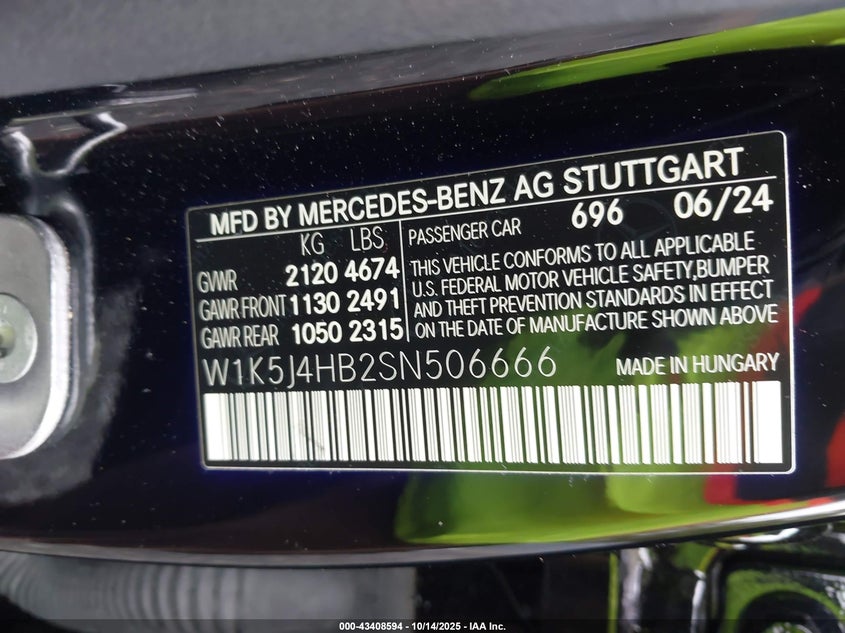 MFD BY MERCEDES-BENZ AG STUTTGART
KG LBS
GVWR 2120 4674
GAWR FRONT 1130 2491
GAWR REAR 1050 2315
PASSENGER CAR 696 06/24
THIS VEHICLE CONFORMS TO ALL APPLICABLE
U.S. FEDERAL MOTOR VEHICLE SAFETY,BUMPER
AND THEFT PREVENTION STANDARDS IN EFFECT
ON THE DATE OF MANUFACTURE SHOWN ABOVE
W1K5J4HB2SN506666
MADE IN HUNGARY
000-43408594 - 10/14/2025 - IAA Inc.